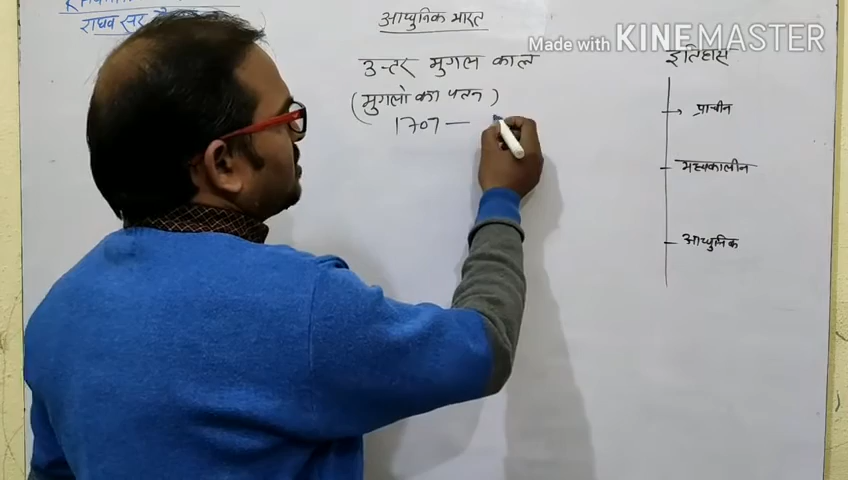 राघव सर
आधुनिक भारत
Made with KINEMASTER
उत्तर मुगल काल
इतिहास
(मुगलो का पतन)
प्राचीन
1707 —
मध्यकालीन
आधुनिक